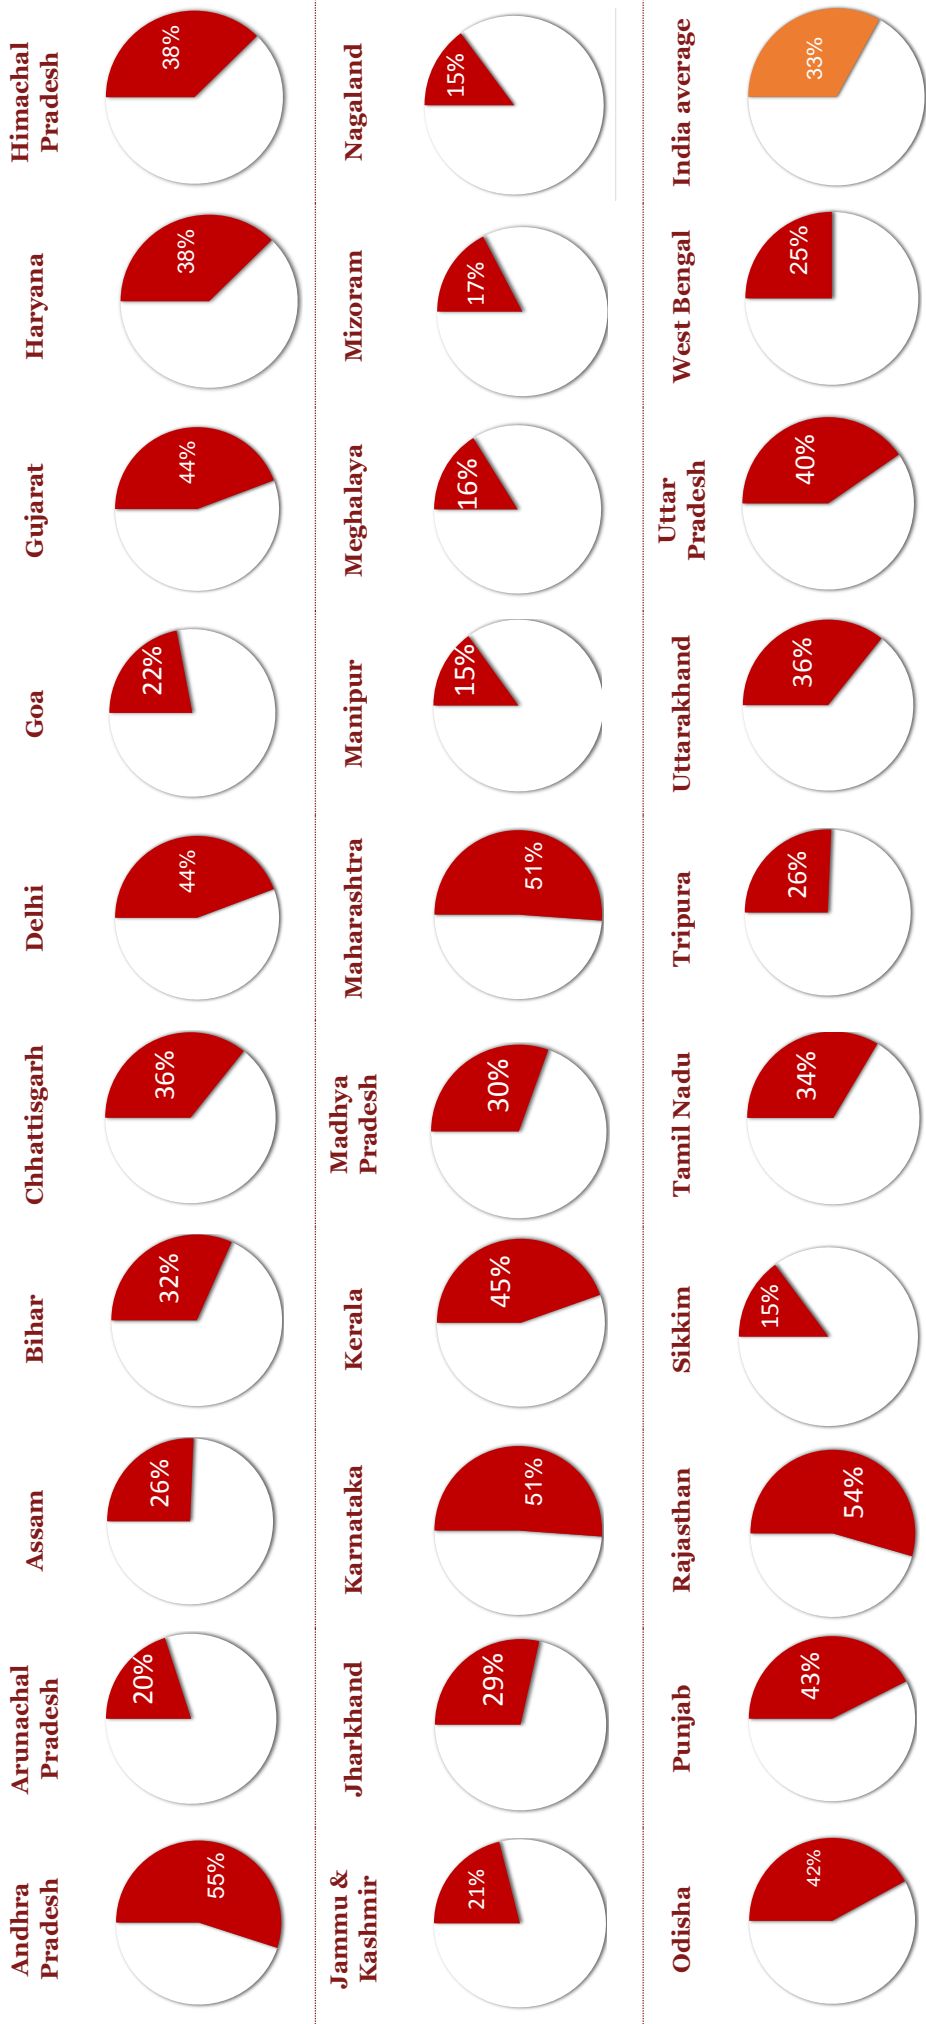 Andhra
Pradesh
55%
Arunachal
Pradesh
20%
Assam
26%
Bihar
32%
Chhattisgarh
36%
Delhi
44%
Goa
22%
Gujarat
44%
Haryana
38%
Himachal
Pradesh
38%
Jammu &
Kashmir
21%
Jharkhand
29%
Karnataka
51%
Kerala
45%
Madhya
Pradesh
30%
Maharashtra
51%
Manipur
15%
Meghalaya
16%
Mizoram
17%
Nagaland
15%
Odisha
42%
Punjab
43%
Rajasthan
54%
Sikkim
15%
Tamil Nadu
34%
Tripura
26%
Uttarakhand
36%
Uttar
Pradesh
40%
West Bengal
25%
India average
33%